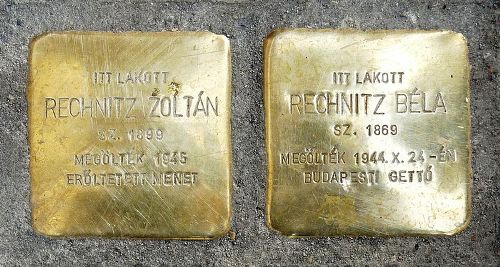 ITT LAKOTT
RECHNITZ ZOLTÁN
SZ. 1899
MEGÖLTÉK 1945
ERŐLTETETT MENET
ITT LAKOTT
RECHNITZ BÉLA
SZ. 1869
MEGÖLTÉK 1944. X. 24-ÉN
BUDAPESTI GETTÓ